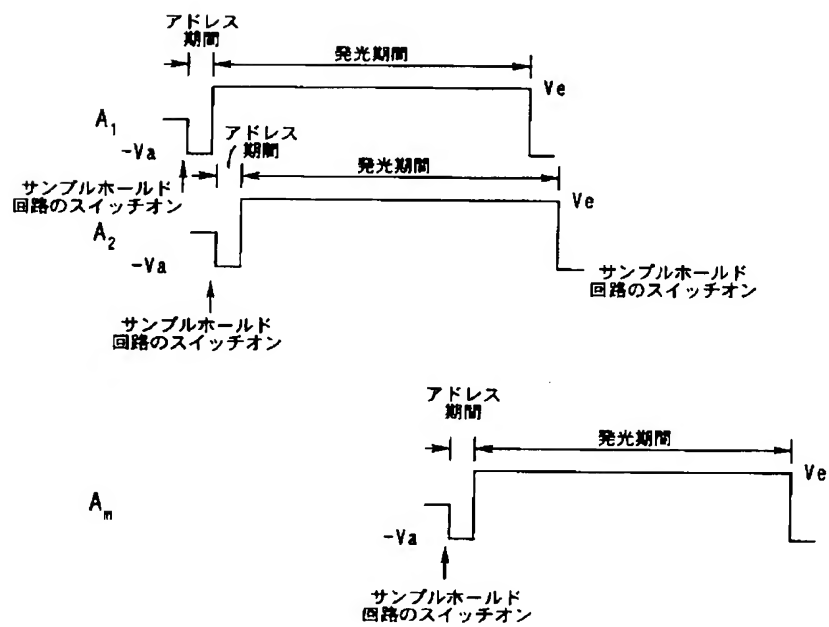 アドレス
期間
発光期間
Ve
A1
-Va
アドレス
期間
発光期間
サンプルホールド
回路のスイッチオン
Ve
A2
-Va
サンプルホールド
回路のスイッチオン
サンプルホールド
回路のスイッチオン
アドレス
期間
発光期間
Ve
Am
-Va
サンプルホールド
回路のスイッチオン